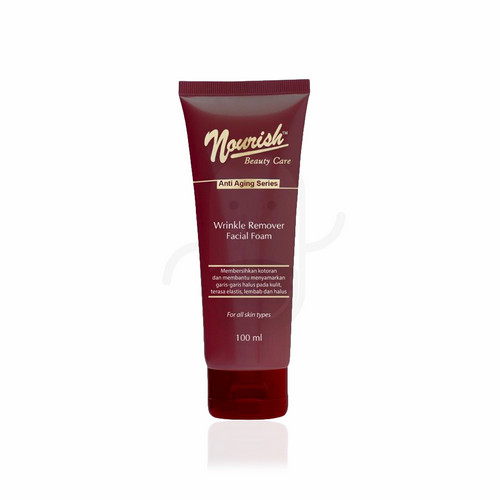 Nourish™
Beauty Care
Anti Aging Series
Wrinkle Remover
Facial Foam
Membersihkan kotoran
dan membantu menyamarkan
garis-garis halus pada kulit,
terasa elastis, lembab dan halus
For all skin types
100 ml